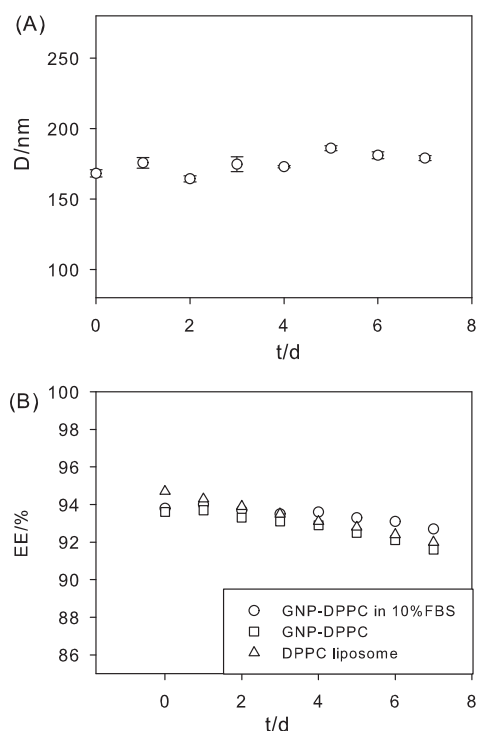 (A)
250
200
150
100
D/nm
0 2 4 6 8
t/d
(B)
100
98
96
94
92
90
88
86
EE/%
GNP-DPPC in 10%FBS
GNP-DPPC
DPPC liposome
0 2 4 6 8
t/d